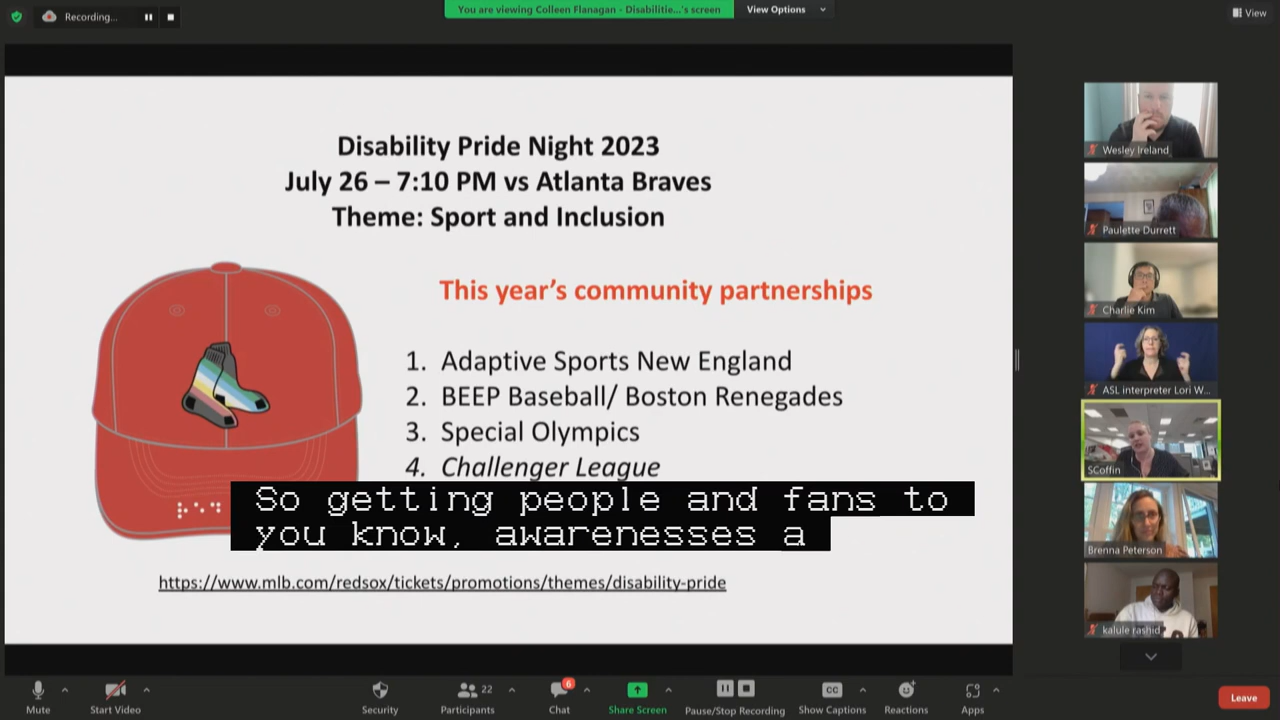 Recording...
You are viewing Colleen Flanagan - Disabilitie...'s screen
View Options
View
Disability Pride Night 2023
July 26 – 7:10 PM vs Atlanta Braves
Theme: Sport and Inclusion
This year's community partnerships
1. Adaptive Sports New England
2. BEEP Baseball/ Boston Renegades
3. Special Olympics
4. Challenger League
So getting people and fans to
you know, awarenesses a
https://www.mlb.com/redsox/tickets/promotions/themes/disability-pride
Wesley Ireland
Paulette Durrett
Charlie Kim
ASL interpreter Lori W...
SCoffin
Brenna Peterson
kalule rashid
Mute
Start Video
Security
22
Participants
6
Chat
Share Screen
Pause/Stop Recording
CC
Show Captions
Reactions
Apps
Leave